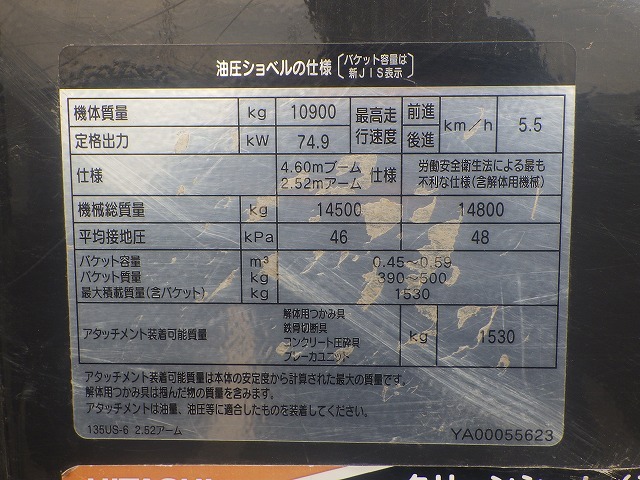 油圧ショベルの仕様 (バケット容量は 新JIS表示)
機体質量 kg 10900 最高走行速度 前進 後進 km/h 5.5
定格出力 kW 74.9
仕様 4.60mブーム 2.52mアーム 仕様 労働安全衛生法による最も不利な仕様(含解体用機械)
機械総質量 kg 14500 14800
平均接地圧 kPa 46 48
バケット容量 m³ 0.45〜0.59
バケット質量 kg 390〜500
最大積載質量(含バケット) kg 1530
アタッチメント装着可能質量 解体用つかみ具 鉄骨切断具 コンクリート圧砕具 ブレーカユニット kg 1530
アタッチメント装着可能質量は本体の安定度から計算された最大の質量です。
解体用つかみ具は掴んだ物の質量を含みます。
アタッチメントは油量、油圧等に適合したものを装着してください。
135US-6 2.52アーム YA00055623
HITACHI